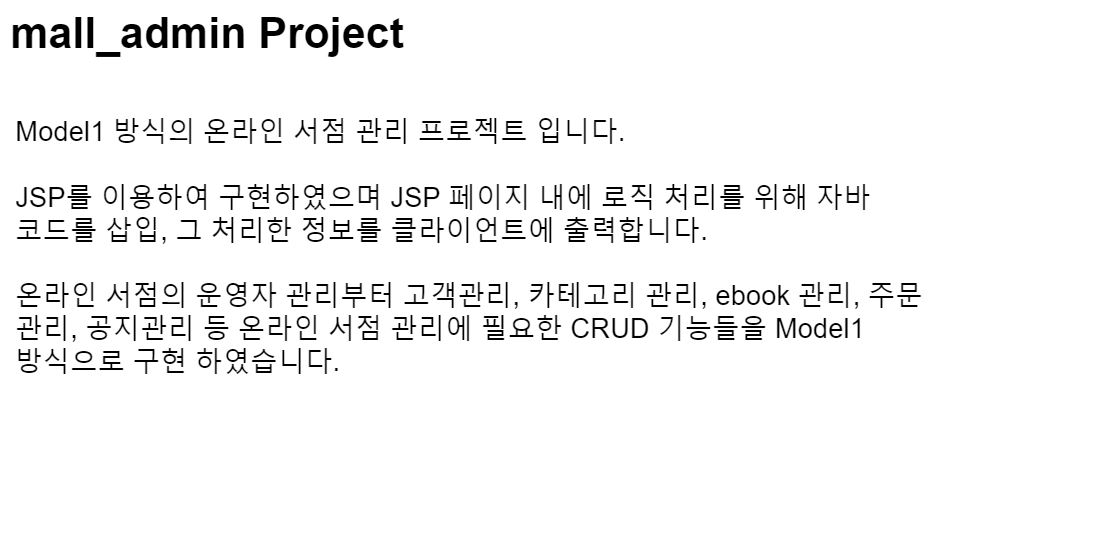 mall_admin Project
Model1 방식의 온라인 서점 관리 프로젝트 입니다.
JSP를 이용하여 구현하였으며 JSP 페이지 내에 로직 처리를 위해 자바
코드를 삽입, 그 처리한 정보를 클라이언트에 출력합니다.
온라인 서점의 운영자 관리부터 고객관리, 카테고리 관리, ebook 관리, 주문
관리, 공지관리 등 온라인 서점 관리에 필요한 CRUD 기능들을 Model1
방식으로 구현 하였습니다.